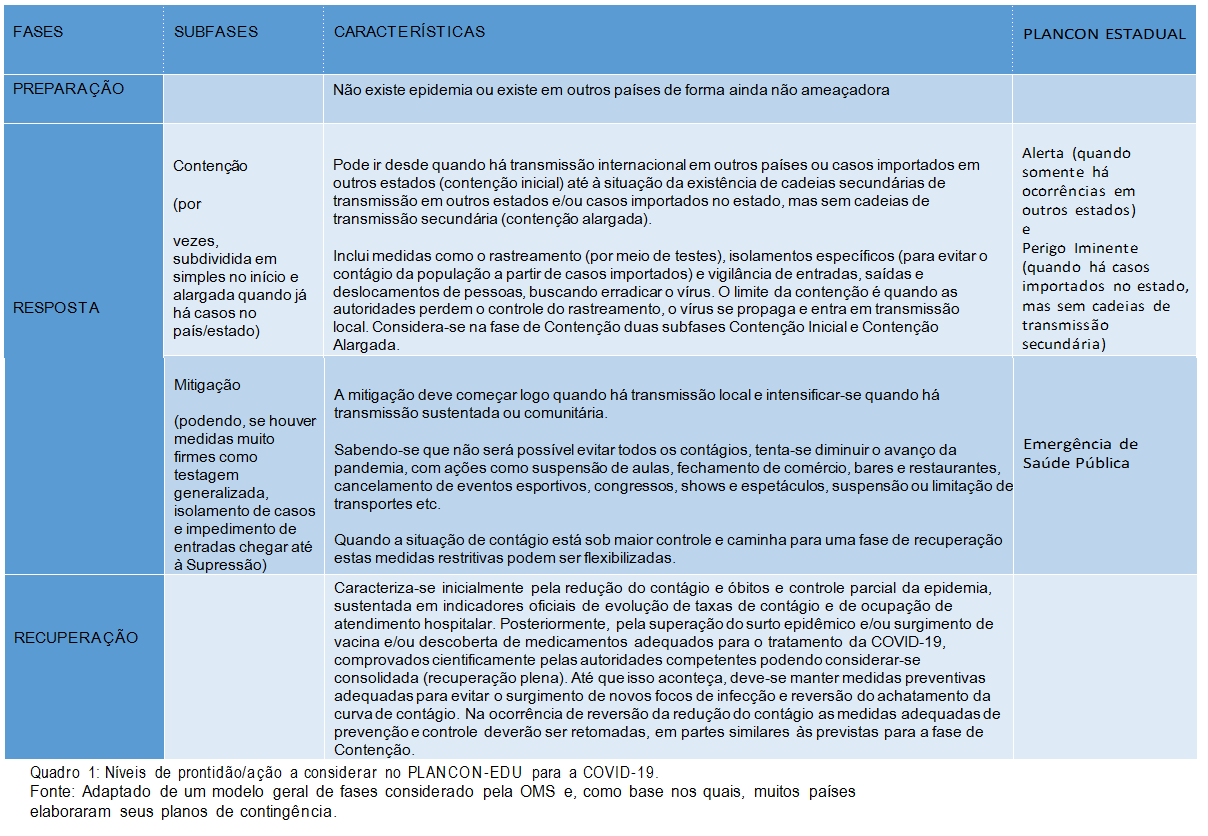 FASES
SUBFASES
CARACTERÍSTICAS
PLANCON ESTADUAL
PREPARAÇÃO
Não existe epidemia ou existe em outros países de forma ainda não ameaçadora
RESPOSTA
Contenção
(por
vezes,
subdividida em
simples no início e
alargada quando já
há casos no
país/estado)
Pode ir desde quando há transmissão internacional em outros países ou casos importados em
outros estados (contenção inicial) até à situação da existência de cadeias secundárias de
transmissão em outros estados e/ou casos importados no estado, mas sem cadeias de
transmissão secundária (contenção alargada).
Inclui medidas como o rastreamento (por meio de testes), isolamentos específicos (para evitar o
contágio da população a partir de casos importados) e vigilância de entradas, saídas e
deslocamentos de pessoas, buscando erradicar o vírus. O limite da contenção é quando as
autoridades perdem o controle do rastreamento, o vírus se propaga e entra em transmissão
local. Considera-se na fase de Contenção duas subfases Contenção Inicial e Contenção
Alargada.
Alerta (quando
somente há
ocorrências em
outros estados)
e
Perigo Iminente
(quando há casos
importados no estado,
mas sem cadeias de
transmissão
secundária)
Mitigação
(podendo, se houver
medidas muito
firmes como
testagem
generalizada,
isolamento de casos
e impedimento de
entradas chegar até
à Supressão)
A mitigação deve começar logo quando há transmissão local e intensificar-se quando há
transmissão sustentada ou comunitária.
Sabendo-se que não será possível evitar todos os contágios, tenta-se diminuir o avanço da
pandemia, com ações como suspensão de aulas, fechamento de comércio, bares e restaurantes,
cancelamento de eventos esportivos, congressos, shows e espetáculos, suspensão ou limitação de
transportes etc.
Quando a situação de contágio está sob maior controle e caminha para uma fase de recuperação
estas medidas restritivas podem ser flexibilizadas.
Emergência de
Saúde Pública
RECUPERAÇÃO
Caracteriza-se inicialmente pela redução do contágio e óbitos e controle parcial da epidemia,
sustentada em indicadores oficiais de evolução de taxas de contágio e de ocupação de
atendimento hospitalar. Posteriormente, pela superação do surto epidêmico e/ou surgimento de
vacina e/ou descoberta de medicamentos adequados para o tratamento da COVID-19,
comprovados cientificamente pelas autoridades competentes podendo considerar-se
consolidada (recuperação plena). Até que isso aconteça, deve-se manter medidas preventivas
adequadas para evitar o surgimento de novos focos de infecção e reversão do achatamento da
curva de contágio. Na ocorrência de reversão da redução do contágio as medidas adequadas de
prevenção e controle deverão ser retomadas, em partes similares às previstas para a fase de
Contenção.
Quadro 1: Níveis de prontidão/ação a considerar no PLANCON-EDU para a COVID-19.
Fonte: Adaptado de um modelo geral de fases considerado pela OMS e, como base nos quais, muitos países
elaboraram seus planos de contingência.